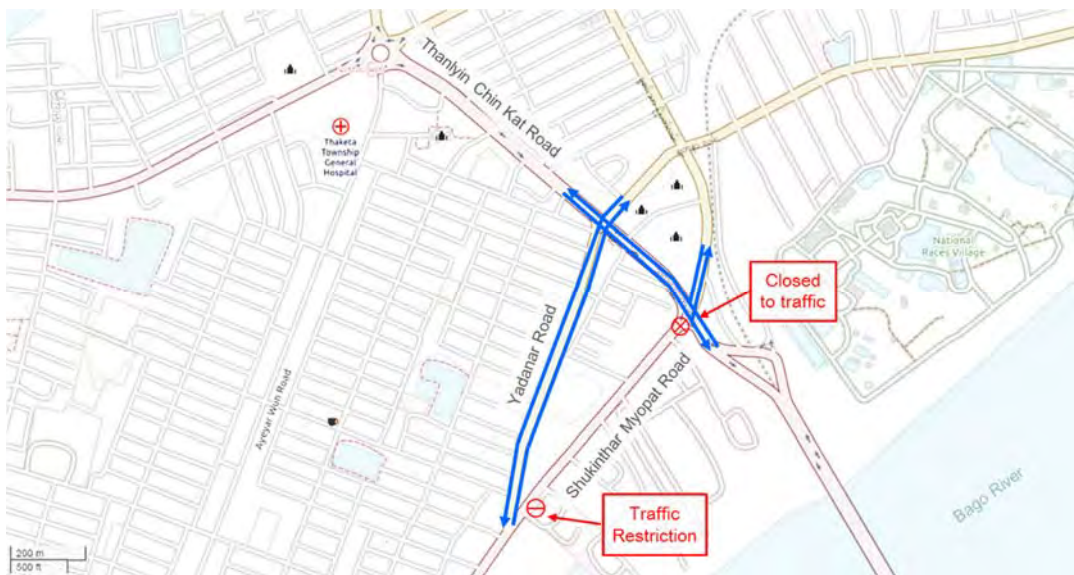 Thanlyin Chin Kat Road
Thaketa
Township
General
Hospital
National
Races Village
Closed
to traffic
Yadanar Road
Ayeyar Wun Road
Shukinthar Myopat Road
Traffic
Restriction
Bago River
200 m
500 ft